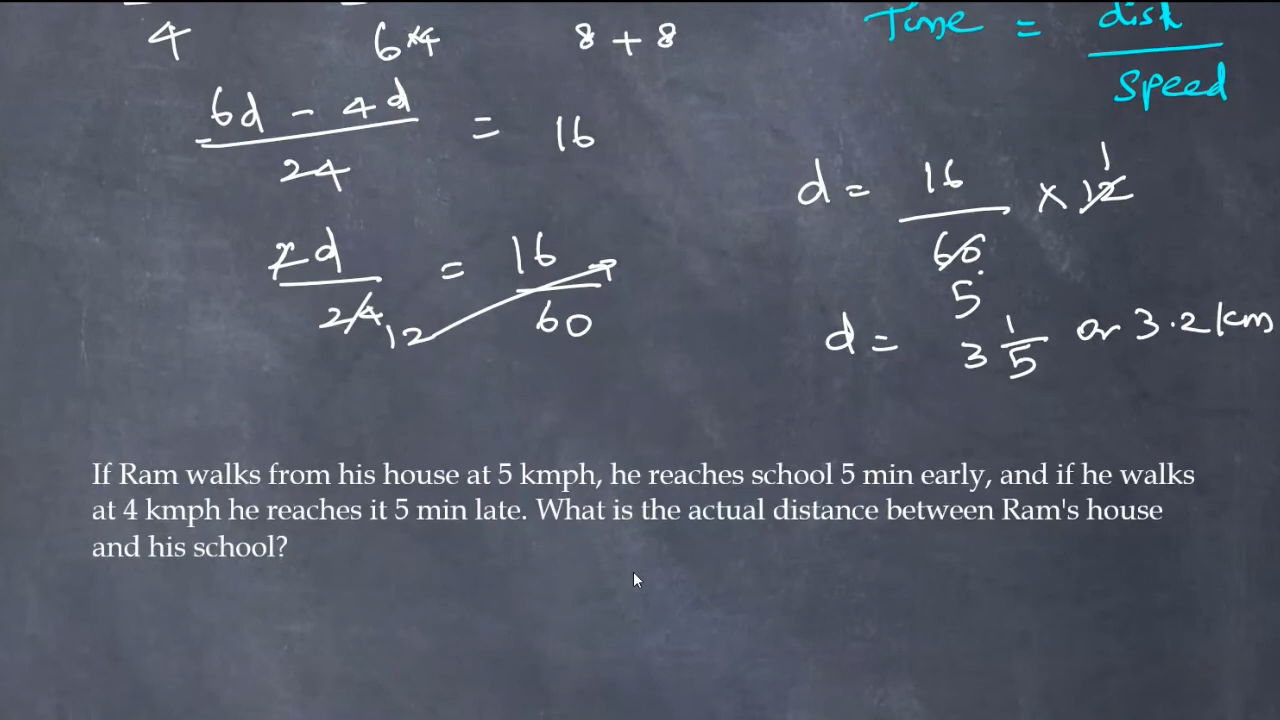 4 6×4 8 + 8
Time = dist / speed
6d - 4d / 24 = 16
d = 16 / 60 × 12 1
5
2d / 24 12 = 16 / 60
d = 3 1/5 or 3.2 km
If Ram walks from his house at 5 kmph, he reaches school 5 min early, and if he walks
at 4 kmph he reaches it 5 min late. What is the actual distance between Ram's house
and his school?